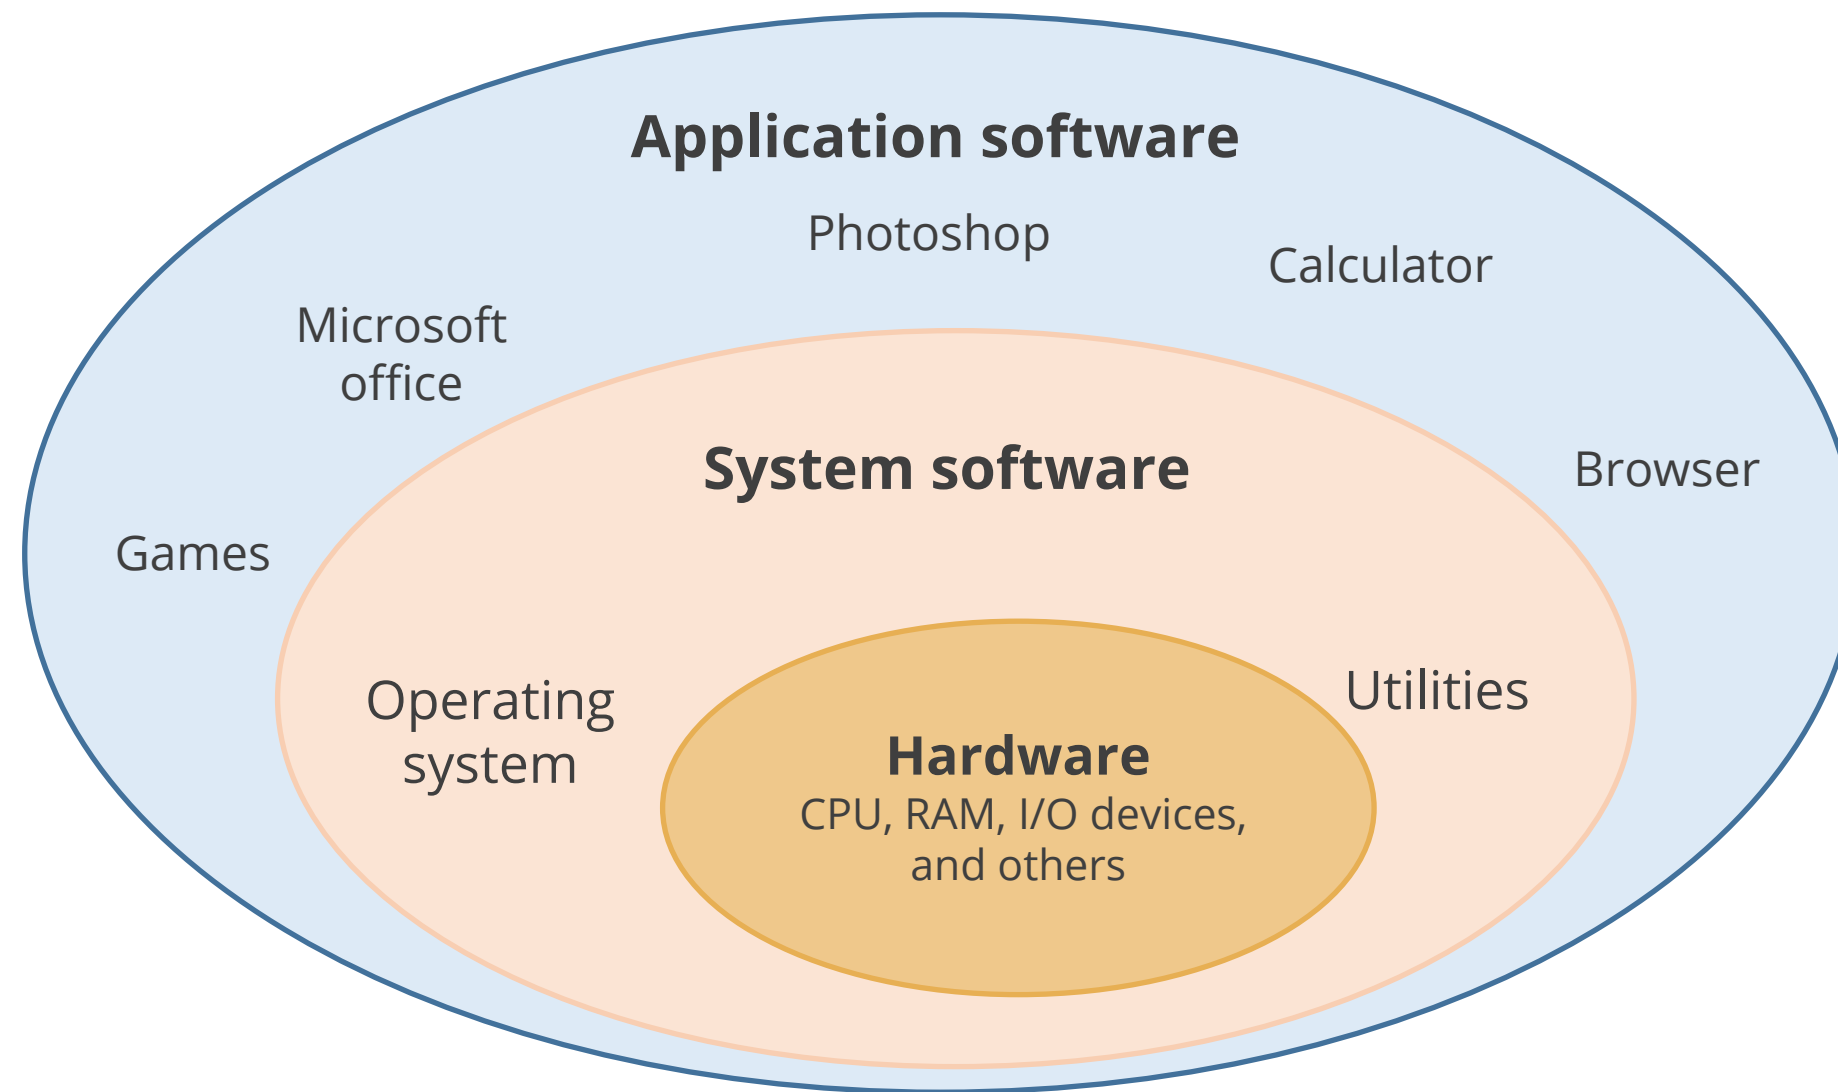 Application software
Photoshop
Calculator
Microsoft
office
System software
Browser
Games
Operating
system
Utilities
Hardware
CPU, RAM, I/O devices,
and others